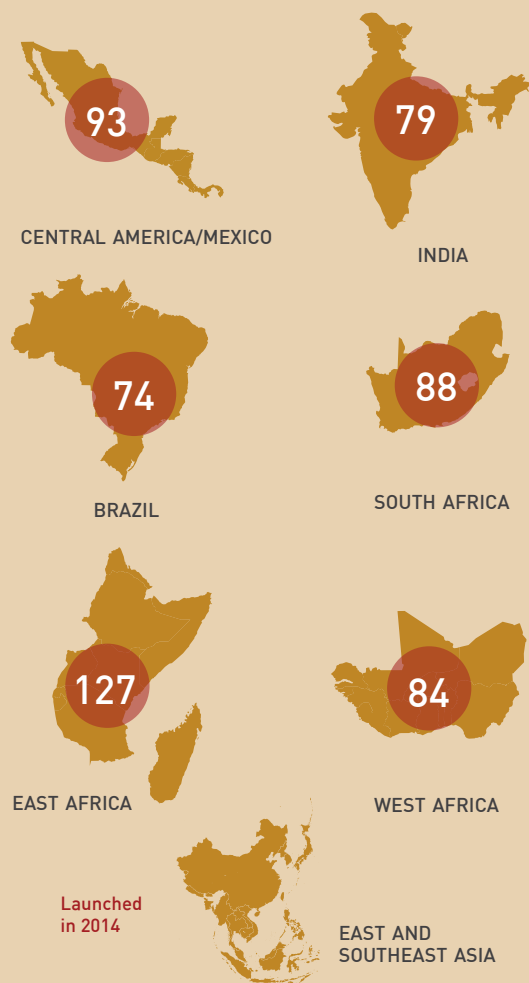 93
CENTRAL AMERICA/MEXICO
79
INDIA
74
BRAZIL
88
SOUTH AFRICA
127
EAST AFRICA
84
WEST AFRICA
Launched
in 2014
EAST AND
SOUTHEAST ASIA